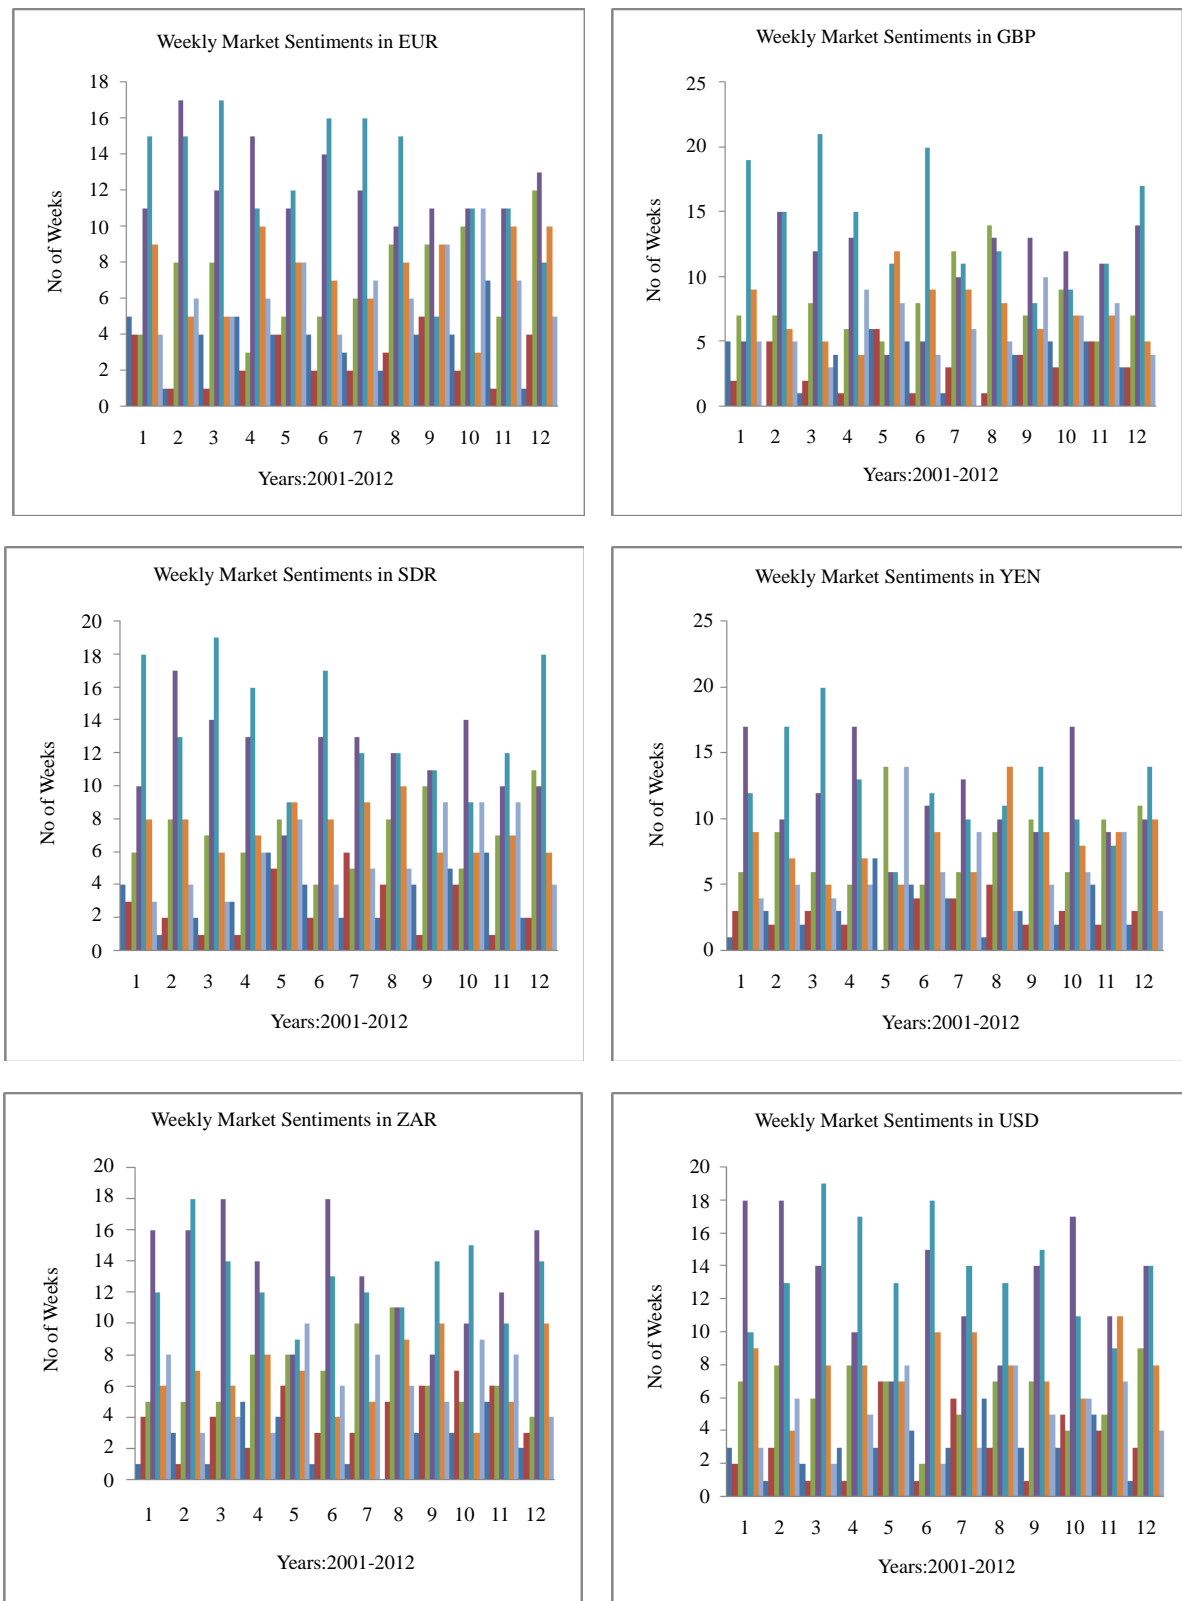 Weekly Market Sentiments in EUR
18
16
14
12
10
8
6
4
2
0
No of Weeks
1 2 3 4 5 6 7 8 9 10 11 12
Years:2001-2012
Weekly Market Sentiments in GBP
25
20
15
10
5
0
No of Weeks
1 2 3 4 5 6 7 8 9 10 11 12
Years:2001-2012
Weekly Market Sentiments in SDR
20
18
16
14
12
10
8
6
4
2
0
No of Weeks
1 2 3 4 5 6 7 8 9 10 11 12
Years:2001-2012
Weekly Market Sentiments in YEN
25
20
15
10
5
0
No of Weeks
1 2 3 4 5 6 7 8 9 10 11 12
Years:2001-2012
Weekly Market Sentiments in ZAR
20
18
16
14
12
10
8
6
4
2
0
No of Weeks
1 2 3 4 5 6 7 8 9 10 11 12
Years:2001-2012
Weekly Market Sentiments in USD
20
18
16
14
12
10
8
6
4
2
0
No of Weeks
1 2 3 4 5 6 7 8 9 10 11 12
Years:2001-2012